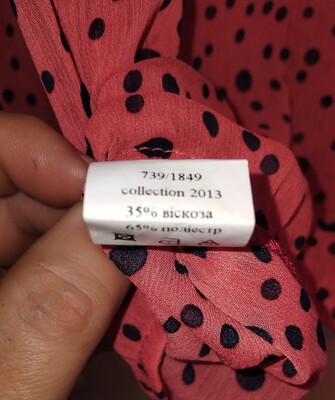 739/1849
collection 2013
35% віскоза
65% поліестр